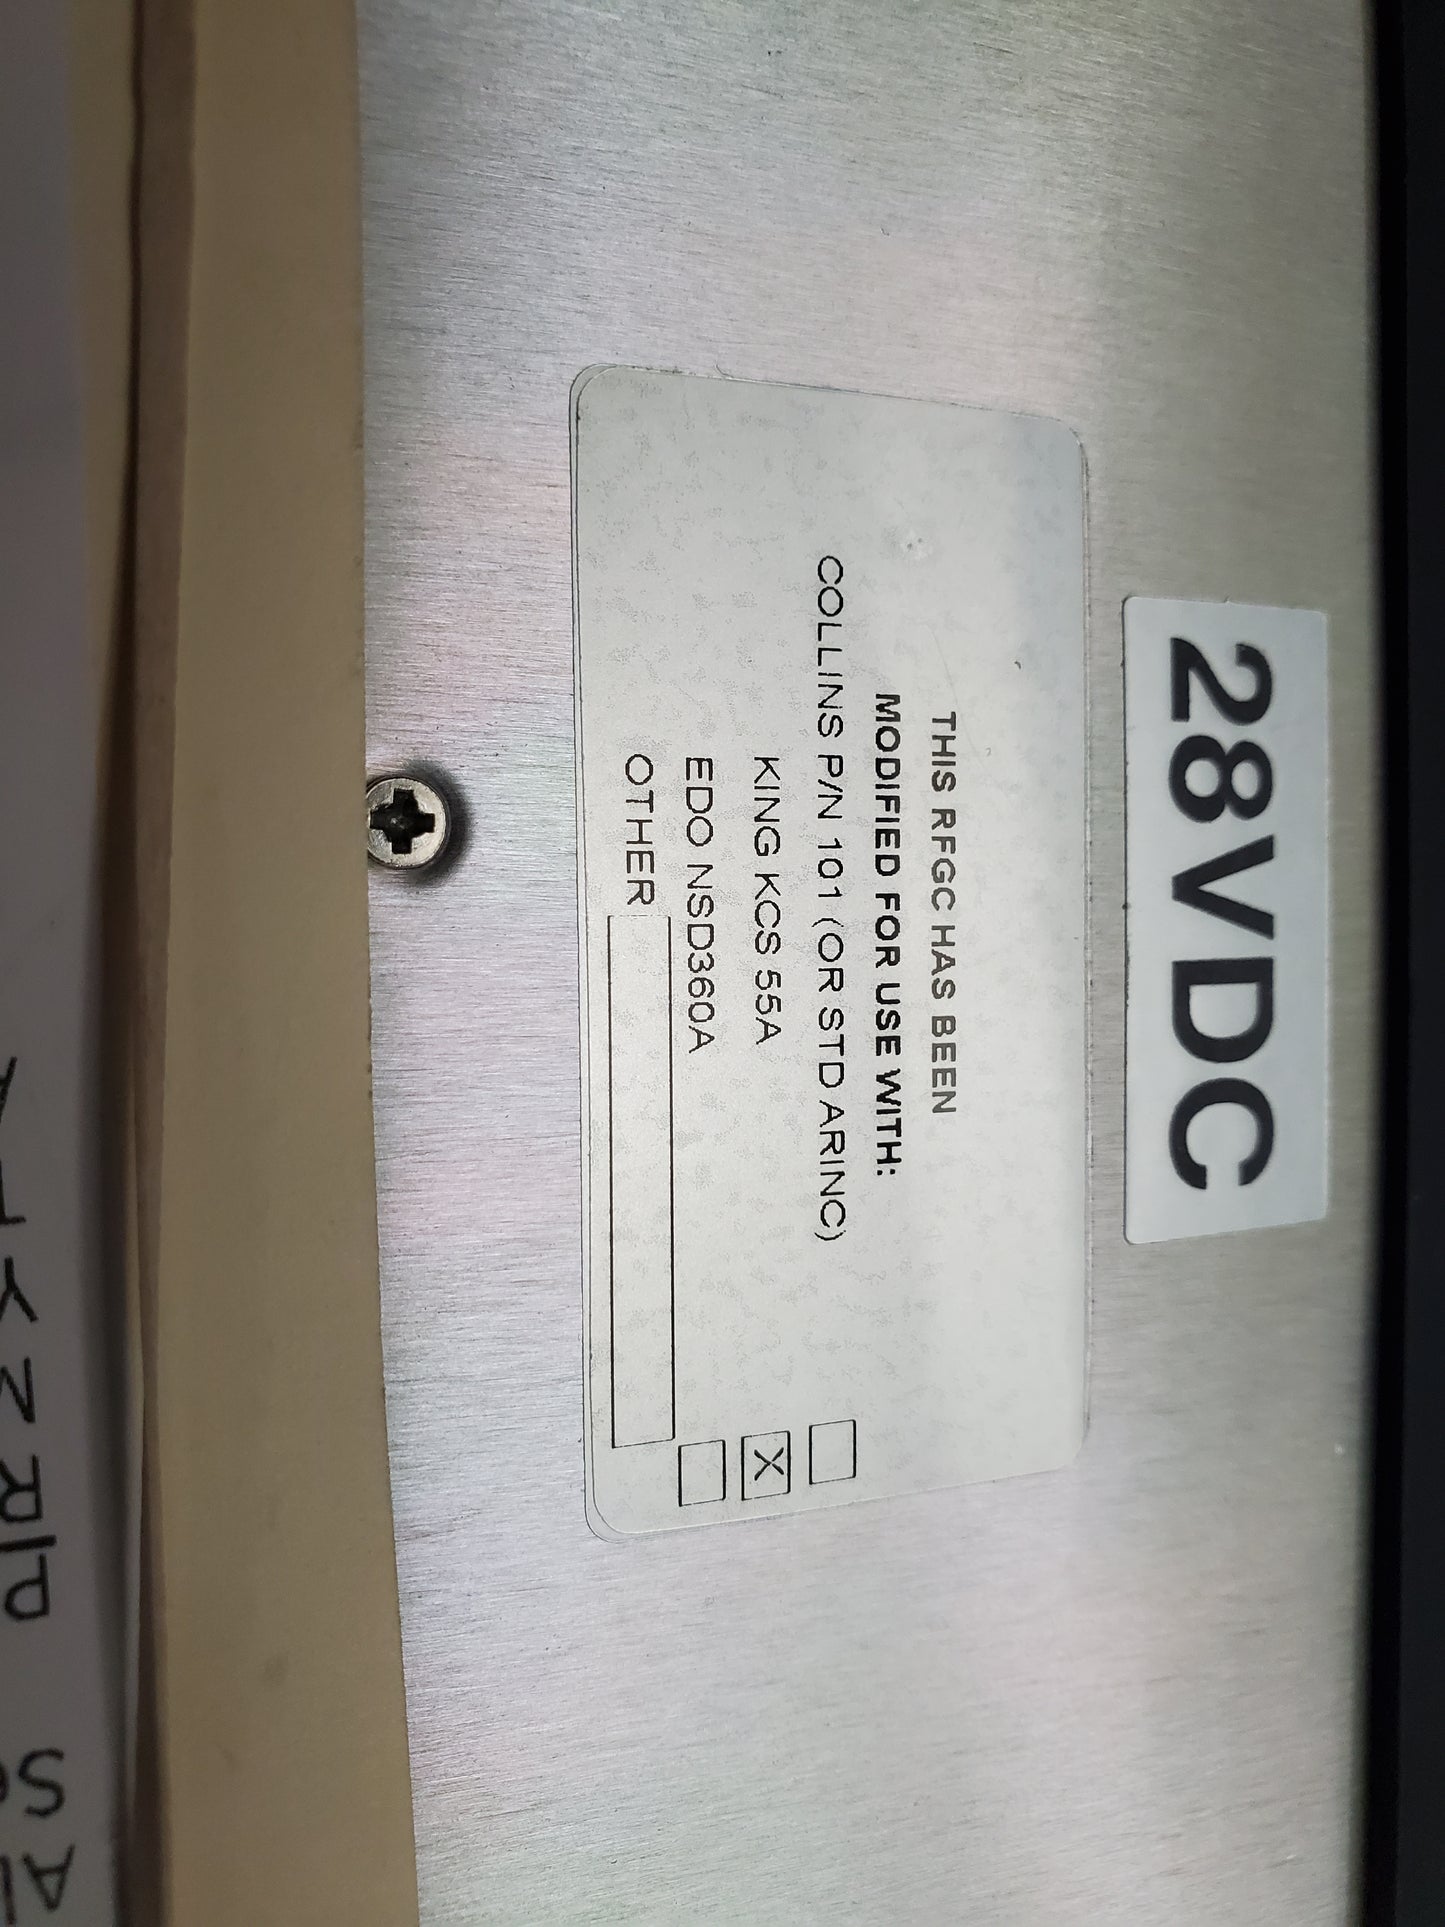 28VDC
THIS RFGC HAS BEEN
MODIFIED FOR USE WITH:
COLLINS P/N 101 (OR STD ARINC)
KING KCS 55A X
EDO NSD360A
OTHER